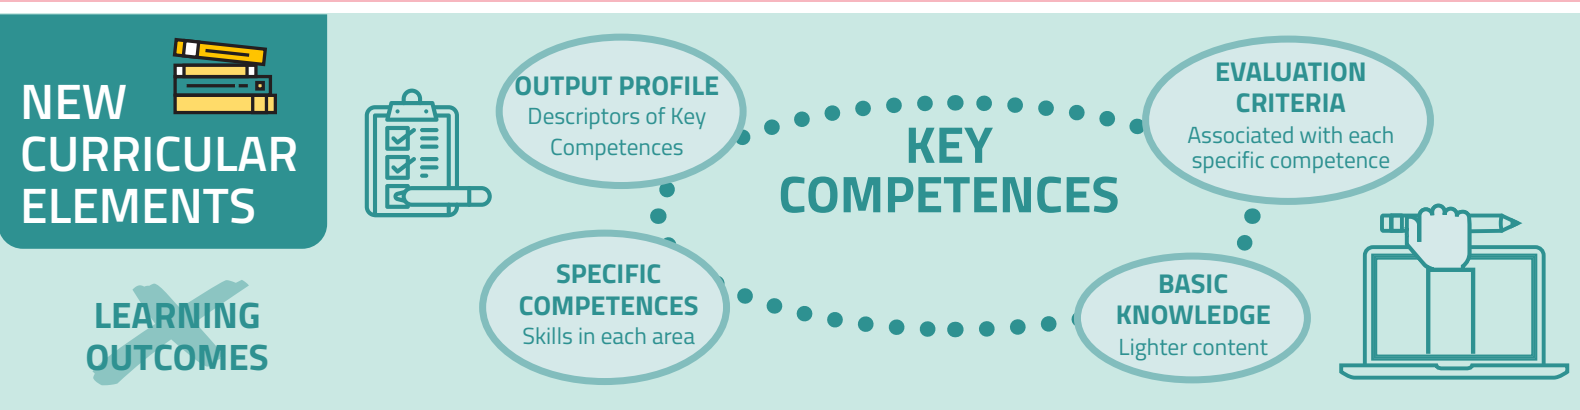 NEW
CURRICULAR
ELEMENTS
LEARNING
OUTCOMES
OUTPUT PROFILE
Descriptors of Key
Competences
SPECIFIC
COMPETENCES
Skills in each area
KEY
COMPETENCES
EVALUATION
CRITERIA
Associated with each
specific competence
BASIC
KNOWLEDGE
Lighter content